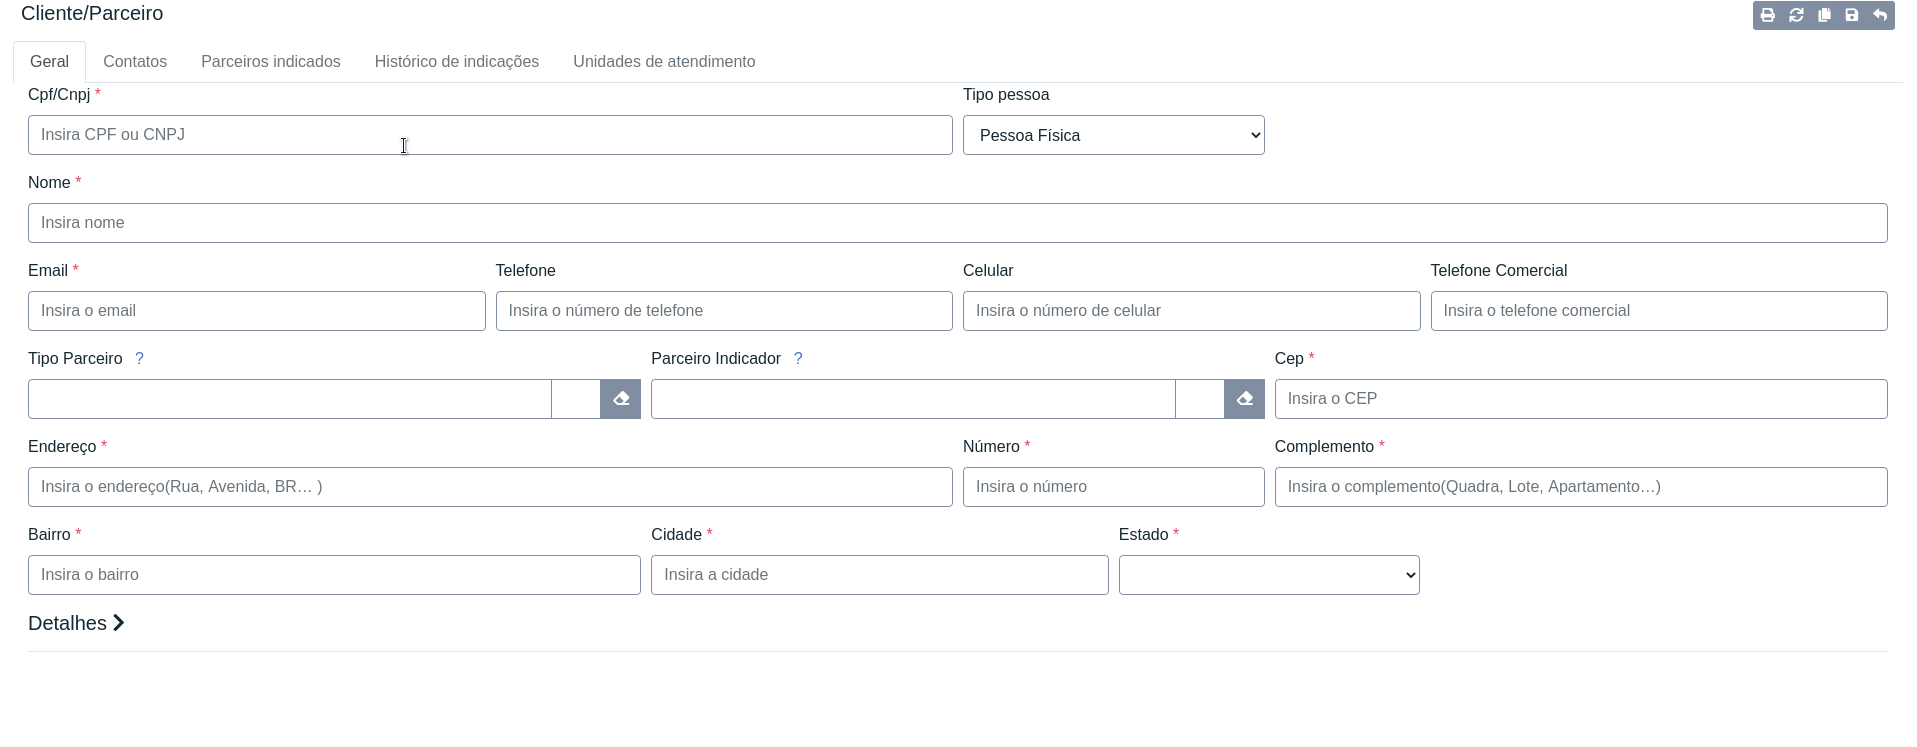 Cliente/Parceiro
Geral Contatos Parceiros indicados Histórico de indicações Unidades de atendimento
Cpf/Cnpj * Tipo pessoa
Insira CPF ou CNPJ Pessoa Física
Nome *
Insira nome
Email * Telefone Celular Telefone Comercial
Insira o email Insira o número de telefone Insira o número de celular Insira o telefone comercial
Tipo Parceiro ? Parceiro Indicador ? Cep *
Insira o CEP
Endereço * Número * Complemento *
Insira o endereço(Rua, Avenida, BR... ) Insira o número Insira o complemento(Quadra, Lote, Apartamento...)
Bairro * Cidade * Estado *
Insira o bairro Insira a cidade
Detalhes